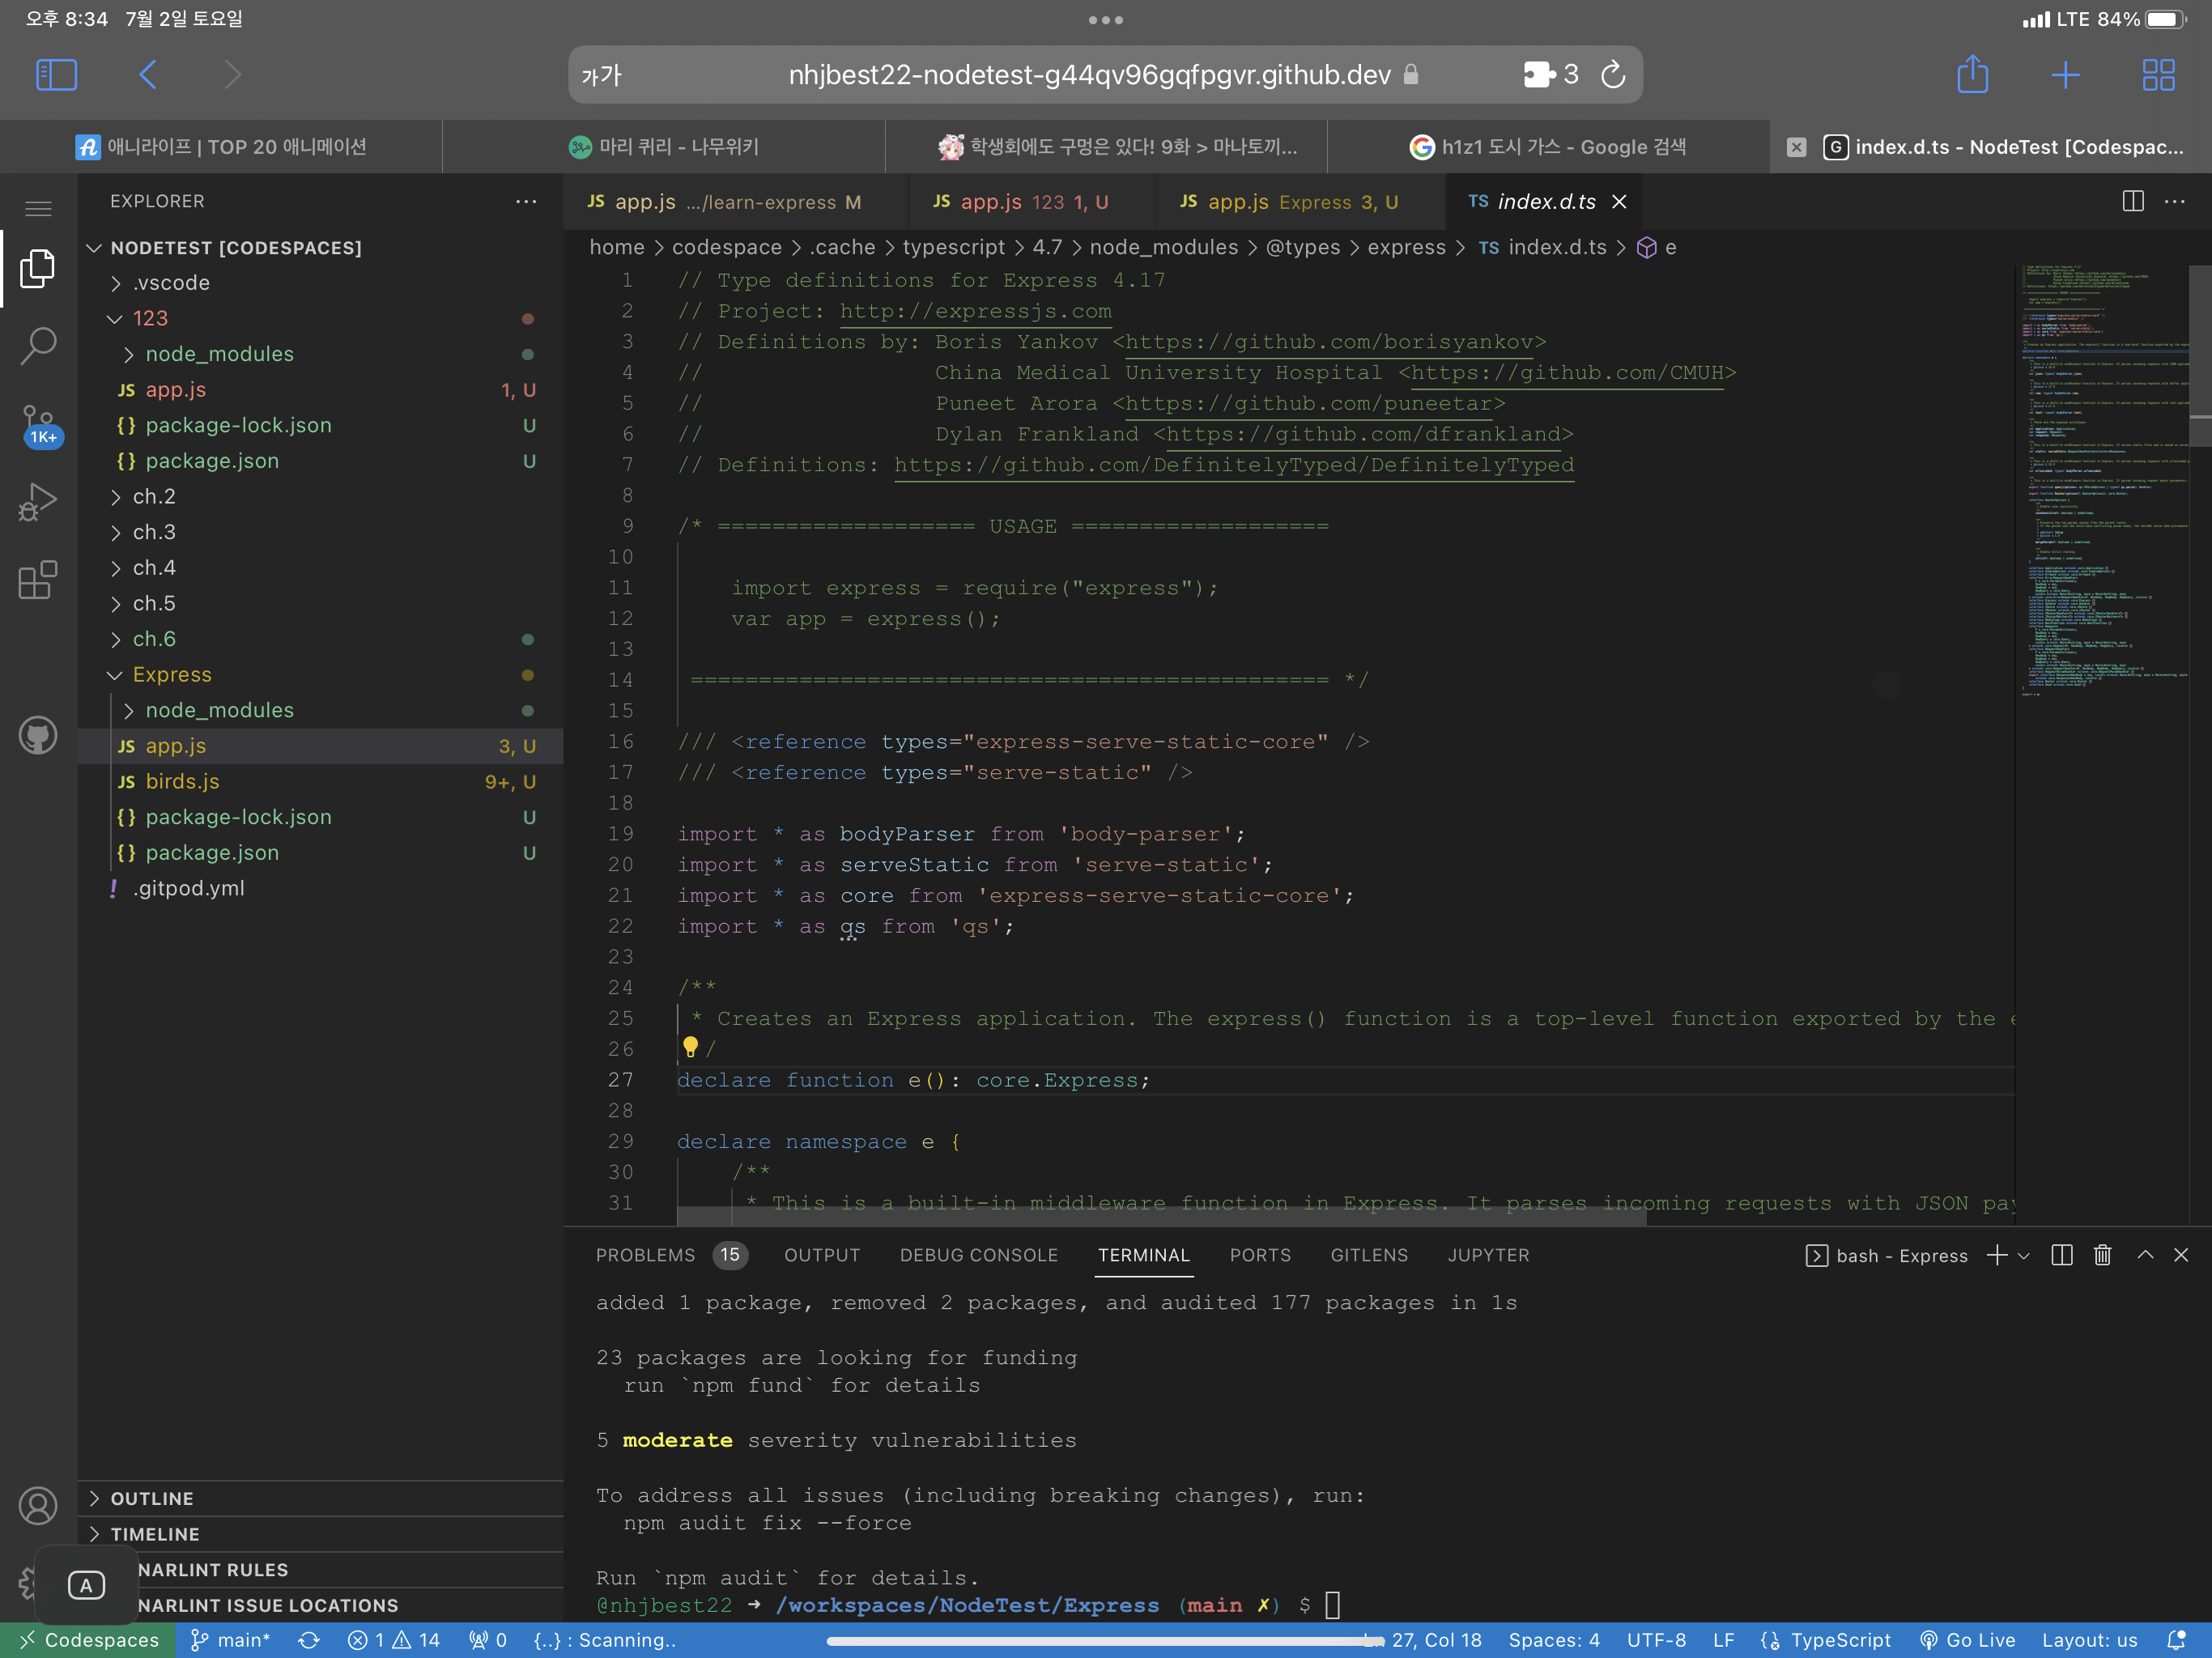 오후 8:34 7월 2일 토요일
LTE 84%
가가 nhjbest22-nodetest-g44qv96gqfpgvr.github.dev 3
애니라이프 | TOP 20 애니메이션
마리 퀴리 - 나무위키
학생회에도 구멍은 있다! 9화 > 마나토끼...
h1z1 도시 가스 - Google 검색
index.d.ts - NodeTest [Codespac...
EXPLORER
NODETEST [CODESPACES]
.vscode
123
node_modules
JS app.js 1, U
{} package-lock.json U
{} package.json U
ch.2
ch.3
ch.4
ch.5
ch.6
Express
node_modules
JS app.js 3, U
JS birds.js 9+, U
{} package-lock.json U
{} package.json U
! .gitpod.yml
1K+
OUTLINE
TIMELINE
NARLINT RULES
NARLINT ISSUE LOCATIONS
A
JS app.js .../learn-express M
JS app.js 123 1, U
JS app.js Express 3, U
TS index.d.ts
home > codespace > .cache > typescript > 4.7 > node_modules > @types > express > TS index.d.ts > e
1 // Type definitions for Express 4.17
2 // Project: http://expressjs.com
3 // Definitions by: Boris Yankov <https://github.com/borisyankov>
4 // China Medical University Hospital <https://github.com/CMUH>
5 // Puneet Arora <https://github.com/puneetar>
6 // Dylan Frankland <https://github.com/dfrankland>
7 // Definitions: https://github.com/DefinitelyTyped/DefinitelyTyped
8
9 /* =================== USAGE ===================
10
11 import express = require("express");
12 var app = express();
13
14 =============================================== */
15
16 /// <reference types="express-serve-static-core" />
17 /// <reference types="serve-static" />
18
19 import * as bodyParser from 'body-parser';
20 import * as serveStatic from 'serve-static';
21 import * as core from 'express-serve-static-core';
22 import * as qs from 'qs';
23
24 /**
25 * Creates an Express application. The express() function is a top-level function exported by the e
26 /
27 declare function e(): core.Express;
28
29 declare namespace e {
30 /**
31 * This is a built-in middleware function in Express. It parses incoming requests with JSON pay
PROBLEMS 15 OUTPUT DEBUG CONSOLE TERMINAL PORTS GITLENS JUPYTER
bash - Express
added 1 package, removed 2 packages, and audited 177 packages in 1s
23 packages are looking for funding
run `npm fund` for details
5 moderate severity vulnerabilities
To address all issues (including breaking changes), run:
npm audit fix --force
Run `npm audit` for details.
@nhjbest22 → /workspaces/NodeTest/Express (main ✗) $
Codespaces main* 1 14 0 {..} : Scanning.. Ln 27, Col 18 Spaces: 4 UTF-8 LF TypeScript Go Live Layout: us